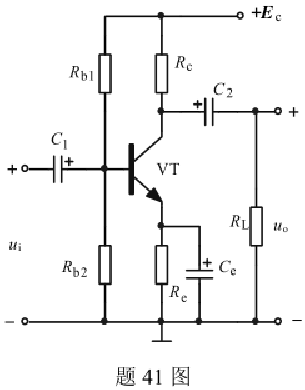 +E_c
R_b1
R_c
C_2
C_1
VT
+
+
+
+
+
u_i
R_b2
R_e
C_e
R_L
u_o
−
−
题 41 图